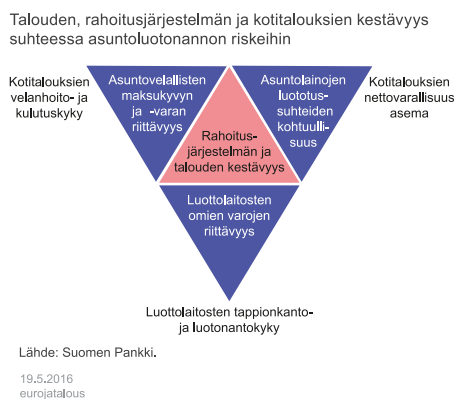 Talouden, rahoitusjärjestelmän ja kotitalouksien kestävyys
suhteessa asuntoluotonannon riskeihin
Kotitalouksien
velanhoito- ja
kulutuskyky
Asuntovelallisten
maksukyvyn
ja -varan
riittävyys
Asuntolainojen
luototus-
suhteiden
kohtuulli-
suus
Kotitalouksien
nettovarallisuus
asema
Rahoitus-
järjestelmän ja
talouden kestävyys
Luottolaitosten
omien varojen
riittävyys
Luottolaitosten tappionkanto-
ja luotonantokyky
Lähde: Suomen Pankki.
19.5.2016
eurojatalous